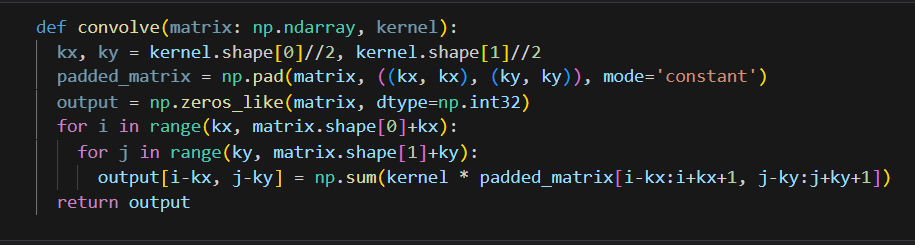 def convolve(matrix: np.ndarray, kernel):
  kx, ky = kernel.shape[0]//2, kernel.shape[1]//2
  padded_matrix = np.pad(matrix, ((kx, kx), (ky, ky)), mode='constant')
  output = np.zeros_like(matrix, dtype=np.int32)
  for i in range(kx, matrix.shape[0]+kx):
    for j in range(ky, matrix.shape[1]+ky):
      output[i-kx, j-ky] = np.sum(kernel * padded_matrix[i-kx:i+kx+1, j-ky:j+ky+1])
  return output